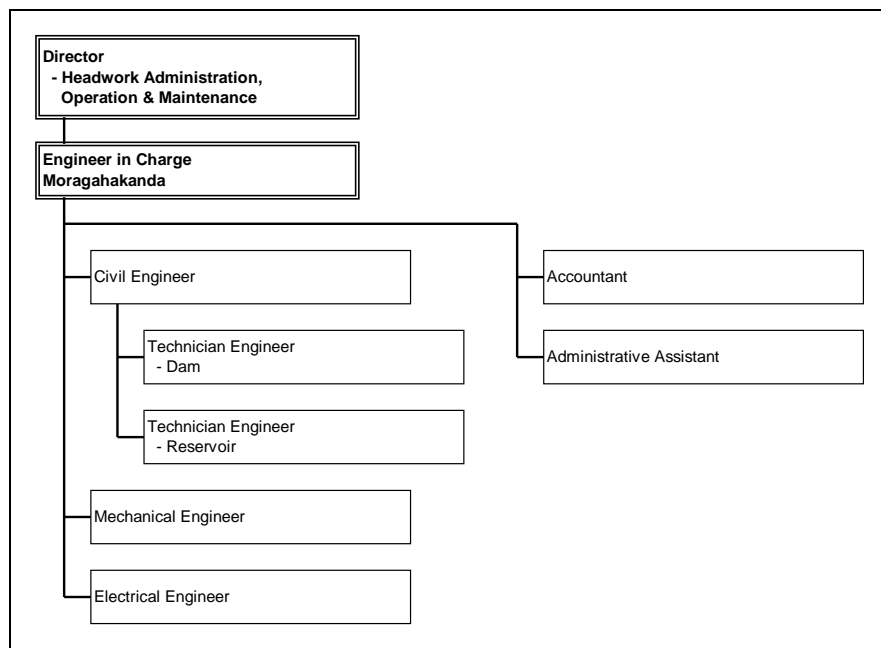 Director
- Headwork Administration,
Operation & Maintenance
Engineer in Charge
Moragahakanda
Civil Engineer
Technician Engineer
- Dam
Technician Engineer
- Reservoir
Mechanical Engineer
Electrical Engineer
Accountant
Administrative Assistant